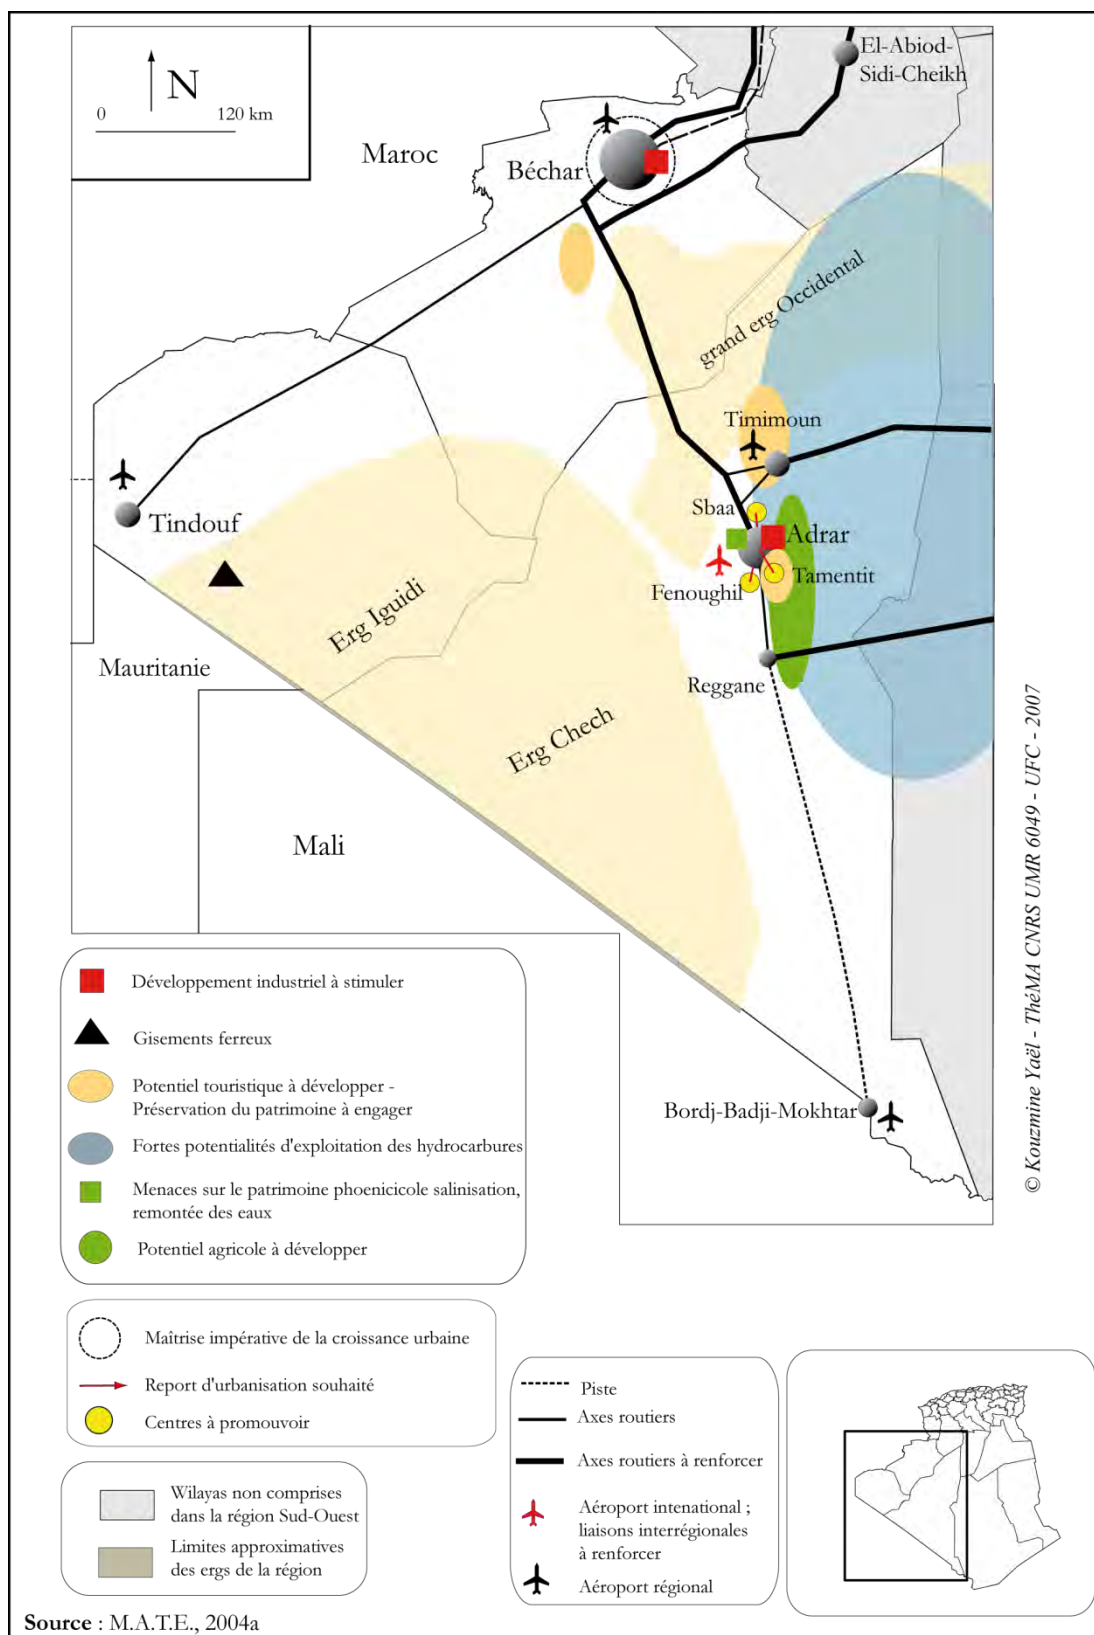 N
0 120 km
El-Abiod-
Sidi-Cheikh
Maroc
Béchar
grand erg Occidental
Timimoun
Sbaa
Adrar
Tindouf
Tamentit
Fenoughil
Erg Iguidi
Mauritanie
Reggane
Erg Chech
Mali
Bordj-Badji-Mokhtar
© Kouzmine Yaël - ThéMA CNRS UMR 6049 - UFC - 2007
Développement industriel à stimuler
Gisements ferreux
Potentiel touristique à développer -
Préservation du patrimoine à engager
Fortes potentialités d'exploitation des hydrocarbures
Menaces sur le patrimoine phoenicicole salinisation,
remontée des eaux
Potentiel agricole à développer
Maîtrise impérative de la croissance urbaine
Report d'urbanisation souhaité
Centres à promouvoir
Wilayas non comprises
dans la région Sud-Ouest
Limites approximatives
des ergs de la région
Piste
Axes routiers
Axes routiers à renforcer
Aéroport intenational ;
liaisons interrégionales
à renforcer
Aéroport régional
Source : M.A.T.E., 2004a